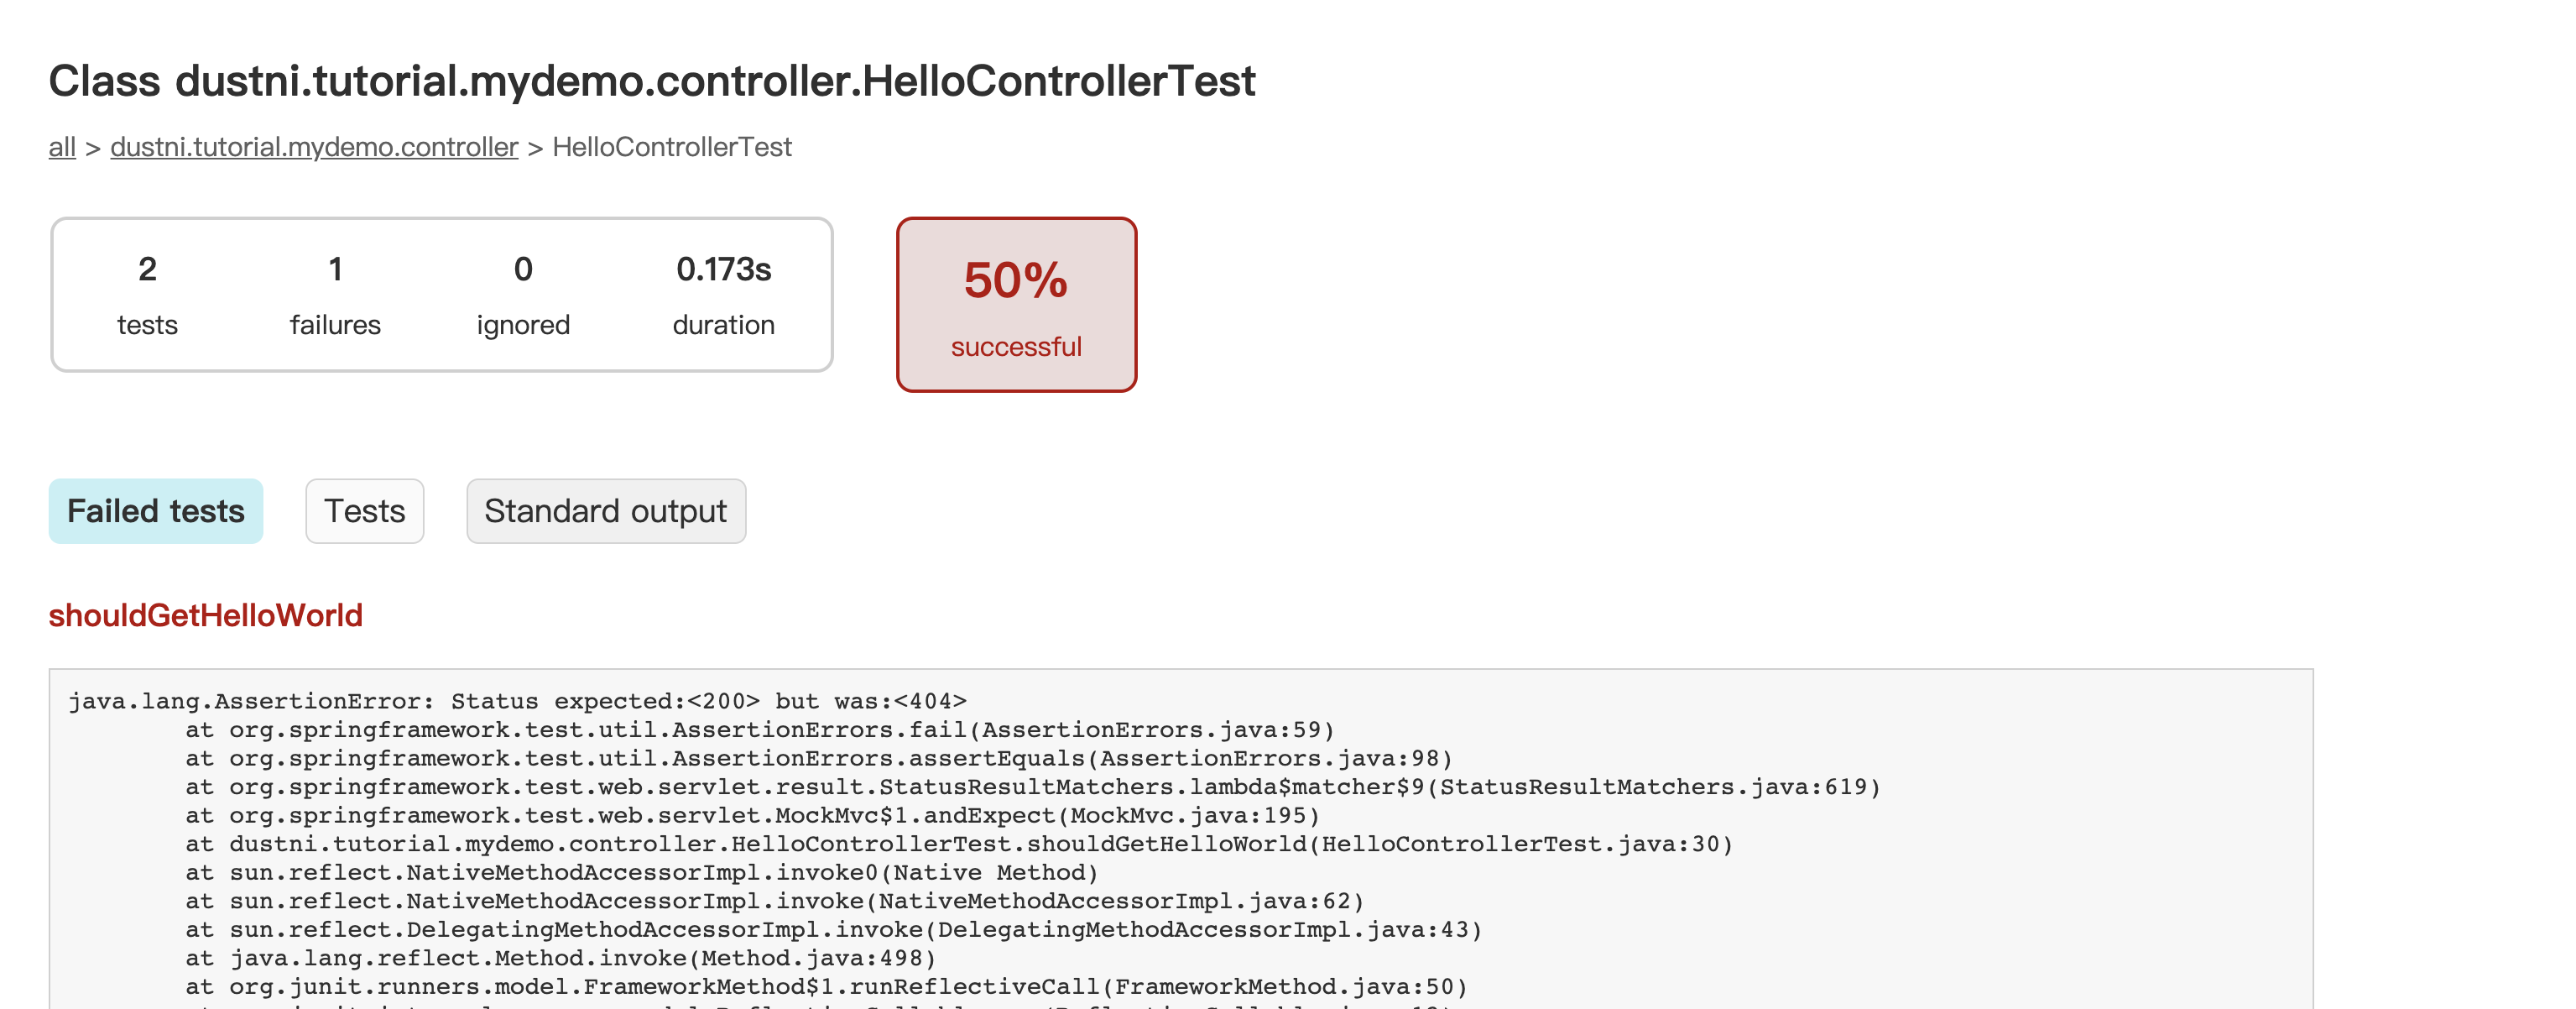 Class dustni.tutorial.mydemo.controller.HelloControllerTest
all > dustni.tutorial.mydemo.controller > HelloControllerTest
2 1 0 0.173s
tests failures ignored duration
50%
successful
Failed tests Tests Standard output
shouldGetHelloWorld
java.lang.AssertionError: Status expected:<200> but was:<404>
at org.springframework.test.util.AssertionErrors.fail(AssertionErrors.java:59)
at org.springframework.test.util.AssertionErrors.assertEquals(AssertionErrors.java:98)
at org.springframework.test.web.servlet.result.StatusResultMatchers.lambda$matcher$9(StatusResultMatchers.java:619)
at org.springframework.test.web.servlet.MockMvc$1.andExpect(MockMvc.java:195)
at dustni.tutorial.mydemo.controller.HelloControllerTest.shouldGetHelloWorld(HelloControllerTest.java:30)
at sun.reflect.NativeMethodAccessorImpl.invoke0(Native Method)
at sun.reflect.NativeMethodAccessorImpl.invoke(NativeMethodAccessorImpl.java:62)
at sun.reflect.DelegatingMethodAccessorImpl.invoke(DelegatingMethodAccessorImpl.java:43)
at java.lang.reflect.Method.invoke(Method.java:498)
at org.junit.runners.model.FrameworkMethod$1.runReflectiveCall(FrameworkMethod.java:50)